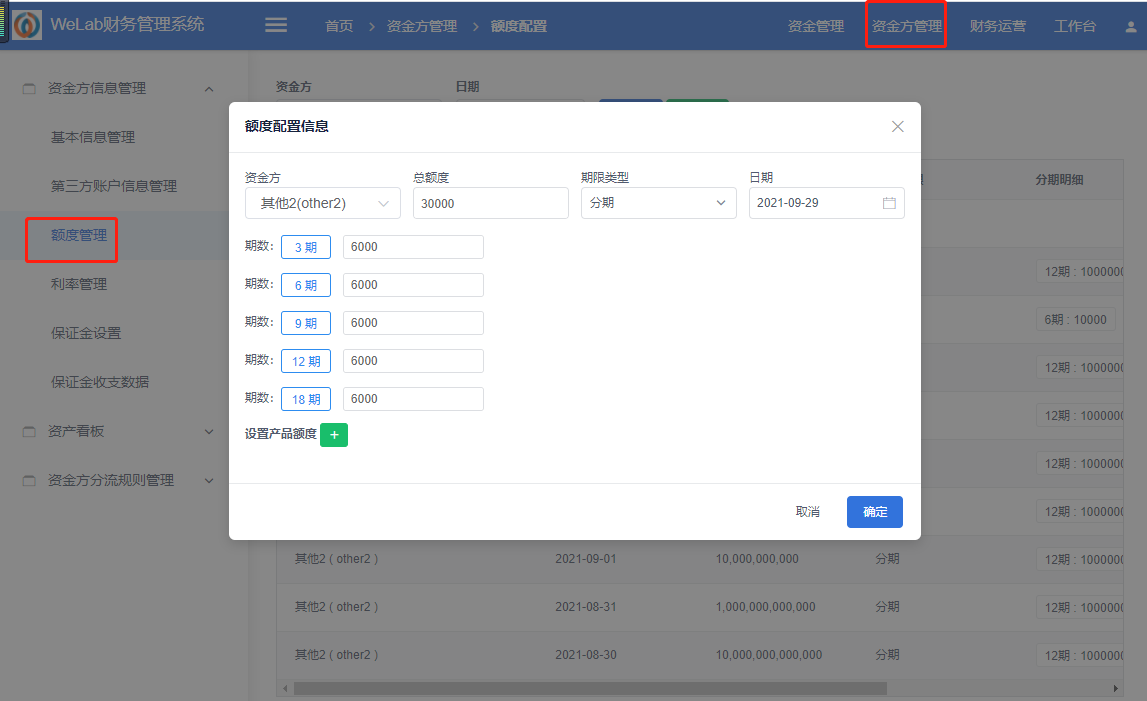 WeLab财务管理系统
首页 > 资金方管理 > 额度配置
资金管理 资金方管理 财务运营 工作台
资金方信息管理
基本信息管理
第三方账户信息管理
额度管理
利率管理
保证金设置
保证金收支数据
资产看板
资金方分流规则管理
资金方 日期
额度配置信息
资金方 总额度 期限类型 日期
其他2(other2) 30000 分期 2021-09-29
期数: 3 期 6000
期数: 6 期 6000
期数: 9 期 6000
期数: 12 期 6000
期数: 18 期 6000
设置产品额度 +
取消 确定
分期明细
12期 : 1000000
6期 : 10000
12期 : 1000000
12期 : 1000000
12期 : 1000000
12期 : 1000000
其他2 ( other2 ) 2021-09-01 10,000,000,000 分期 12期 : 1000000
其他2 ( other2 ) 2021-08-31 1,000,000,000,000 分期 12期 : 1000000
其他2 ( other2 ) 2021-08-30 10,000,000,000,000 分期 12期 : 1000000